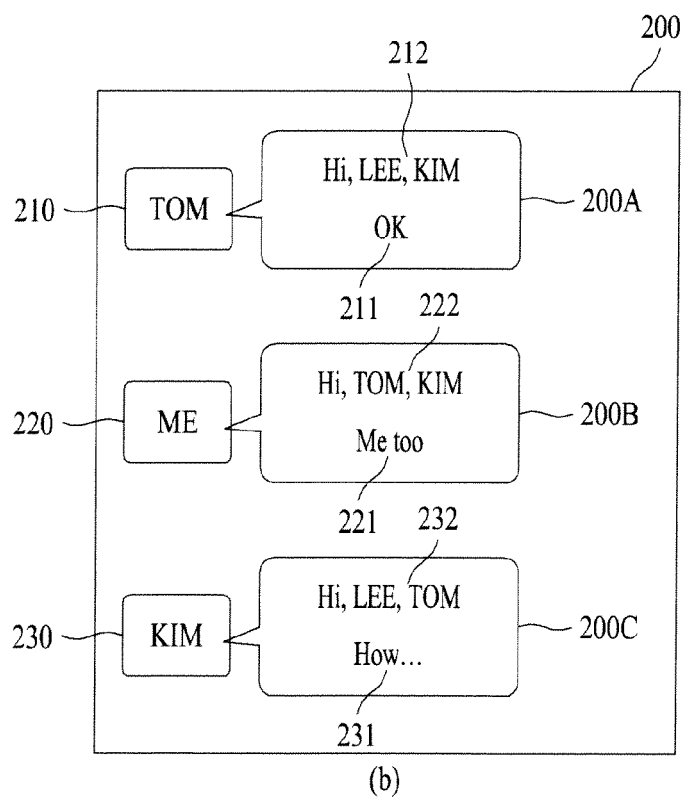 200
212
Hi, LEE, KIM
210 TOM 200A
OK
211 222
Hi, TOM, KIM
220 ME 200B
Me too
221 232
Hi, LEE, TOM
230 KIM 200C
How...
231
(b)